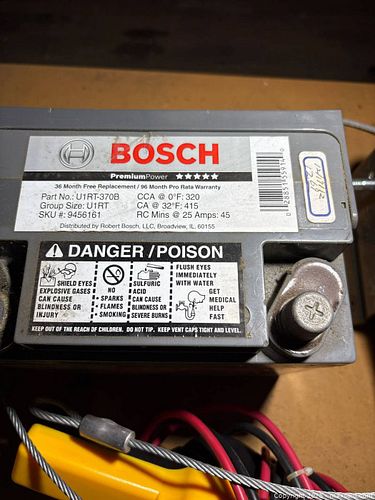 BOSCH
PremiumPower ★★★★★
36 Month Free Replacement / 96 Month Pro Rata Warranty
Part No.: U1RT-370B
Group Size: U1RT
SKU #: 9456161
CCA @ 0°F: 320
CA @ 32°F: 415
RC Mins @ 25 Amps: 45
Distributed by Robert Bosch, LLC, Broadview, IL 60155
DANGER/POISON
SHIELD EYES
EXPLOSIVE GASES
CAN CAUSE
BLINDNESS OR
INJURY
NO
• SPARKS
• FLAMES
• SMOKING
SULFURIC
ACID
CAN CAUSE
BLINDNESS OR
SEVERE BURNS
FLUSH EYES
IMMEDIATELY
WITH WATER
GET
MEDICAL
HELP
FAST
KEEP OUT OF THE REACH OF CHILDREN. DO NOT TIP. KEEP VENT CAPS TIGHT AND LEVEL.
+